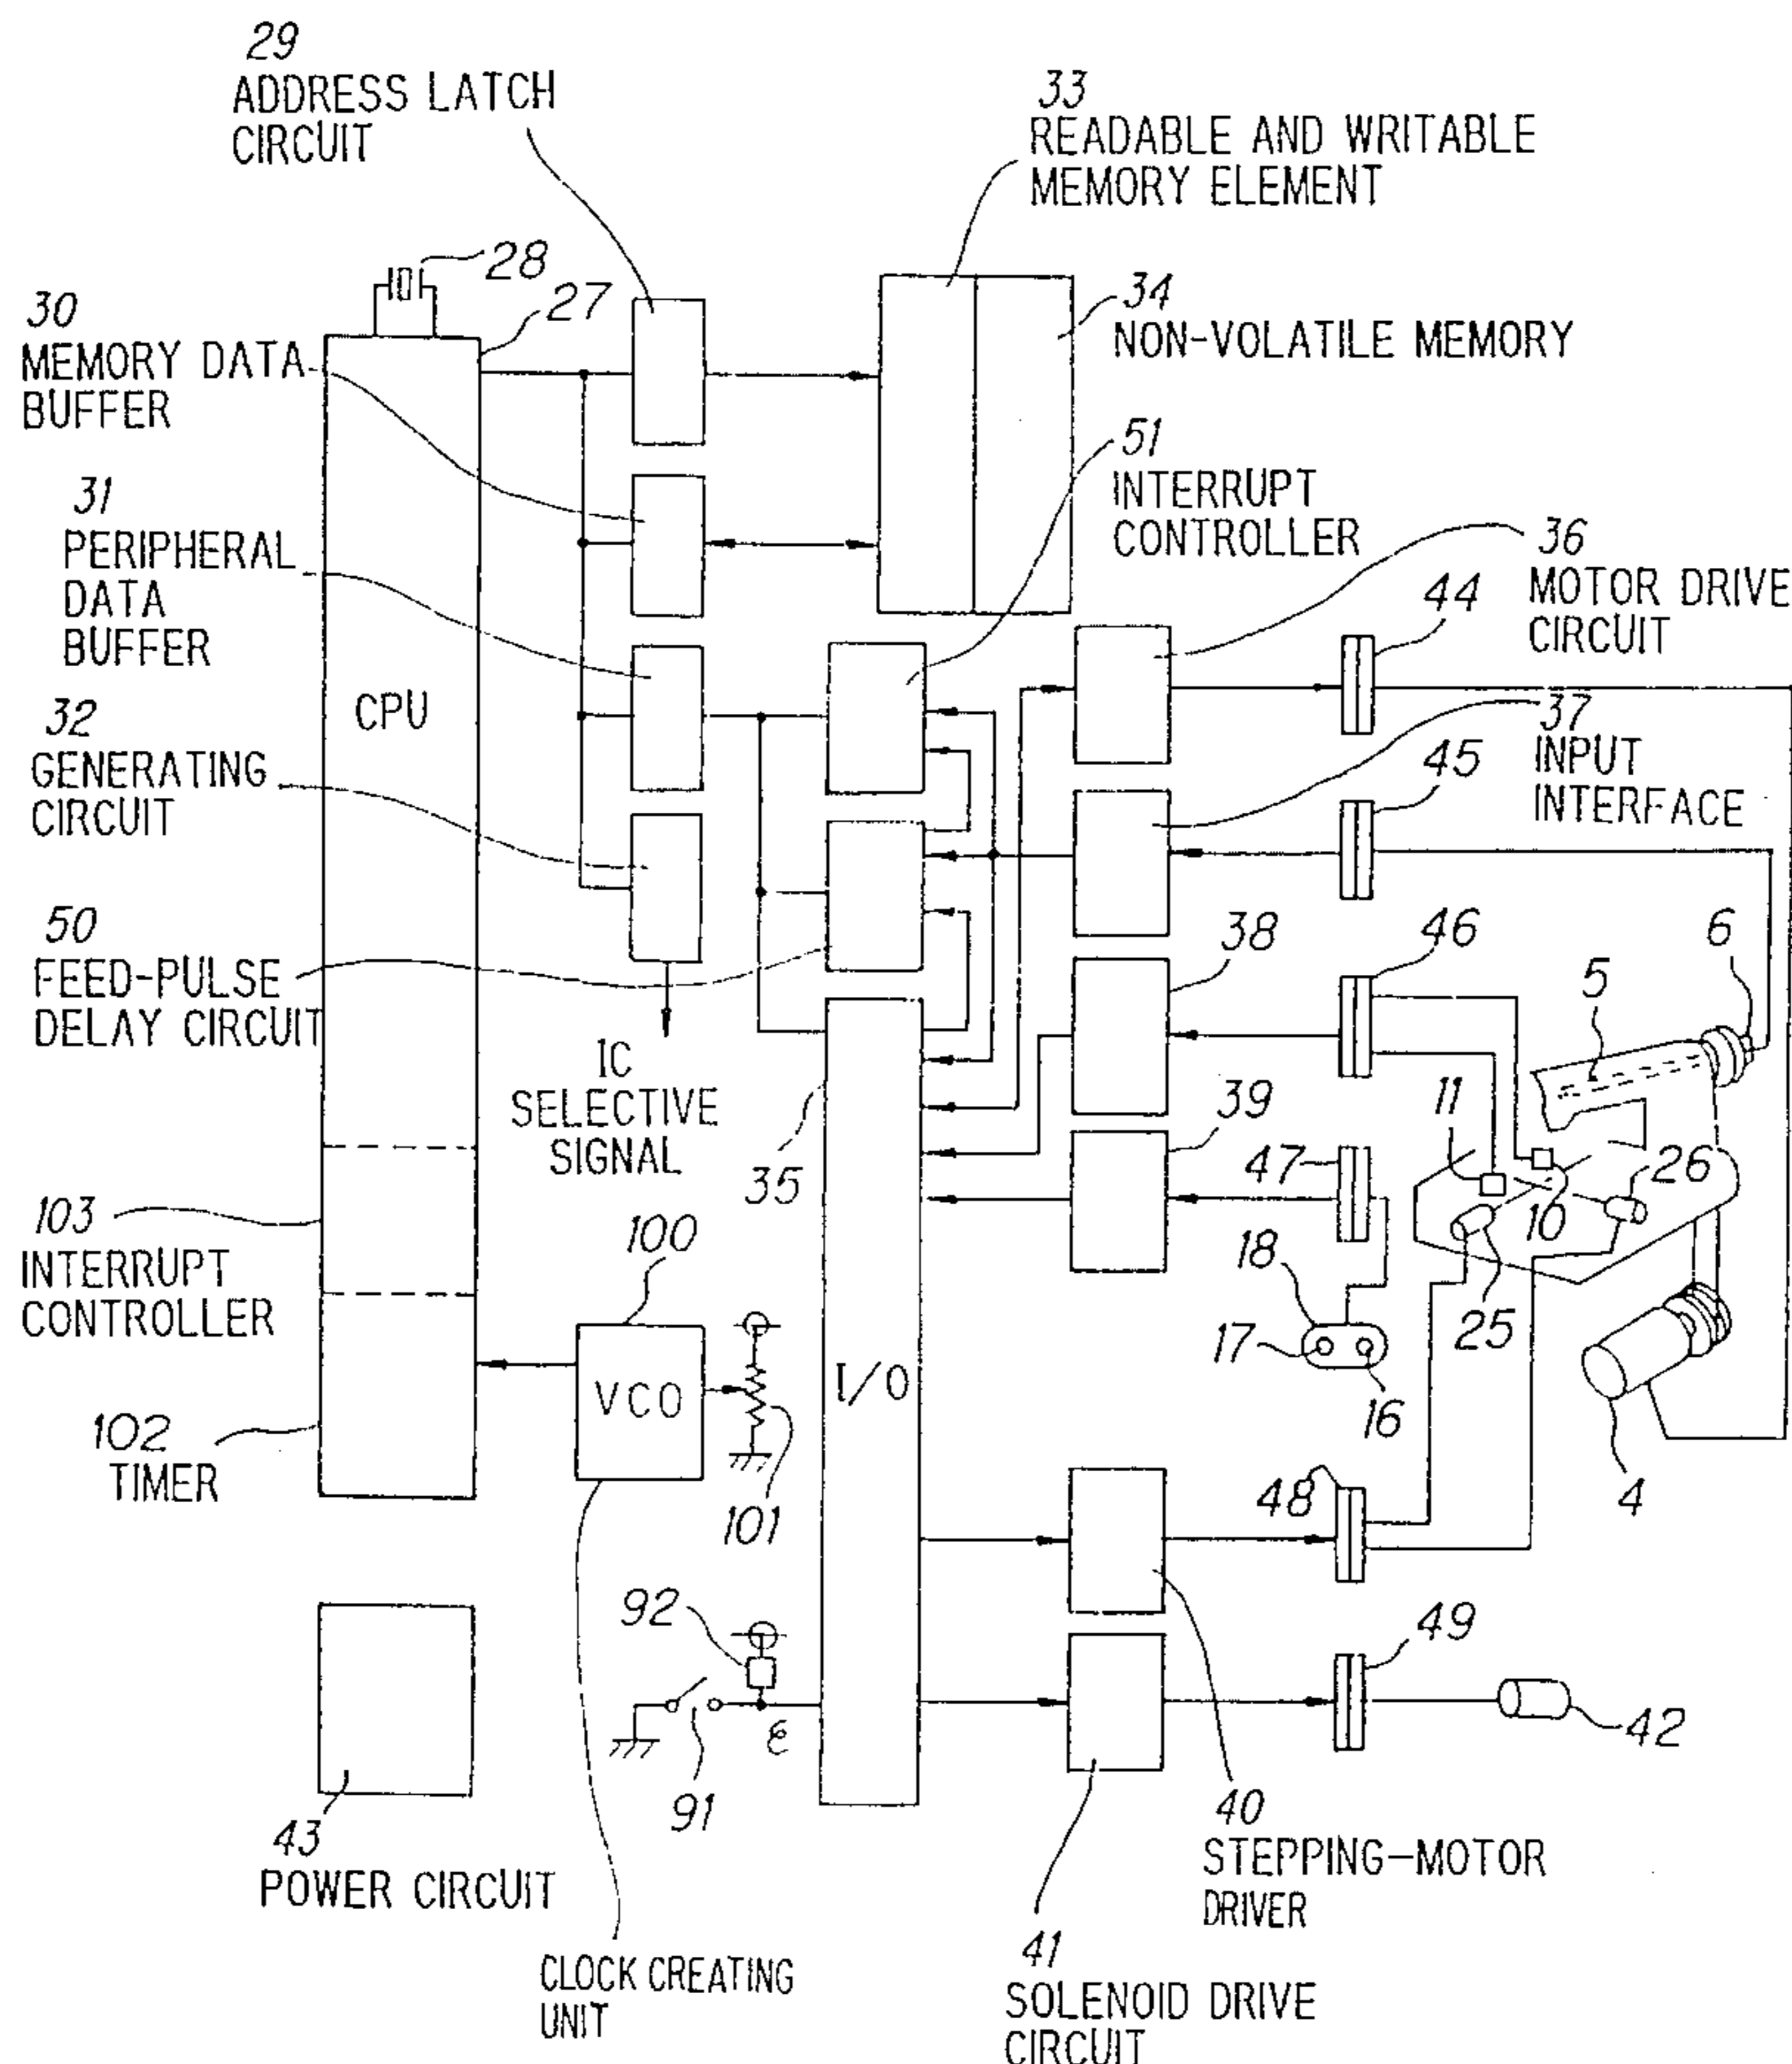 29
ADDRESS LATCH
CIRCUIT
33
READABLE AND WRITABLE
MEMORY ELEMENT
28
27
30
MEMORY DATA
BUFFER
34
NON-VOLATILE MEMORY
51
INTERRUPT
CONTROLLER
31
PERIPHERAL
DATA
BUFFER
36
MOTOR DRIVE
CIRCUIT
44
CPU
32
GENERATING
CIRCUIT
37
INPUT
INTERFACE
45
50
FEED-PULSE
DELAY CIRCUIT
38
46
5
6
IC
SELECTIVE
SIGNAL
35
39
47
11
10
26
103
INTERRUPT
CONTROLLER
100
18
17
16
25
VCO
I/O
102
TIMER
101
48
4
92
91
ε
49
42
43
POWER CIRCUIT
40
STEPPING-MOTOR
DRIVER
CLOCK CREATING
UNIT
41
SOLENOID DRIVE
CIRCUIT